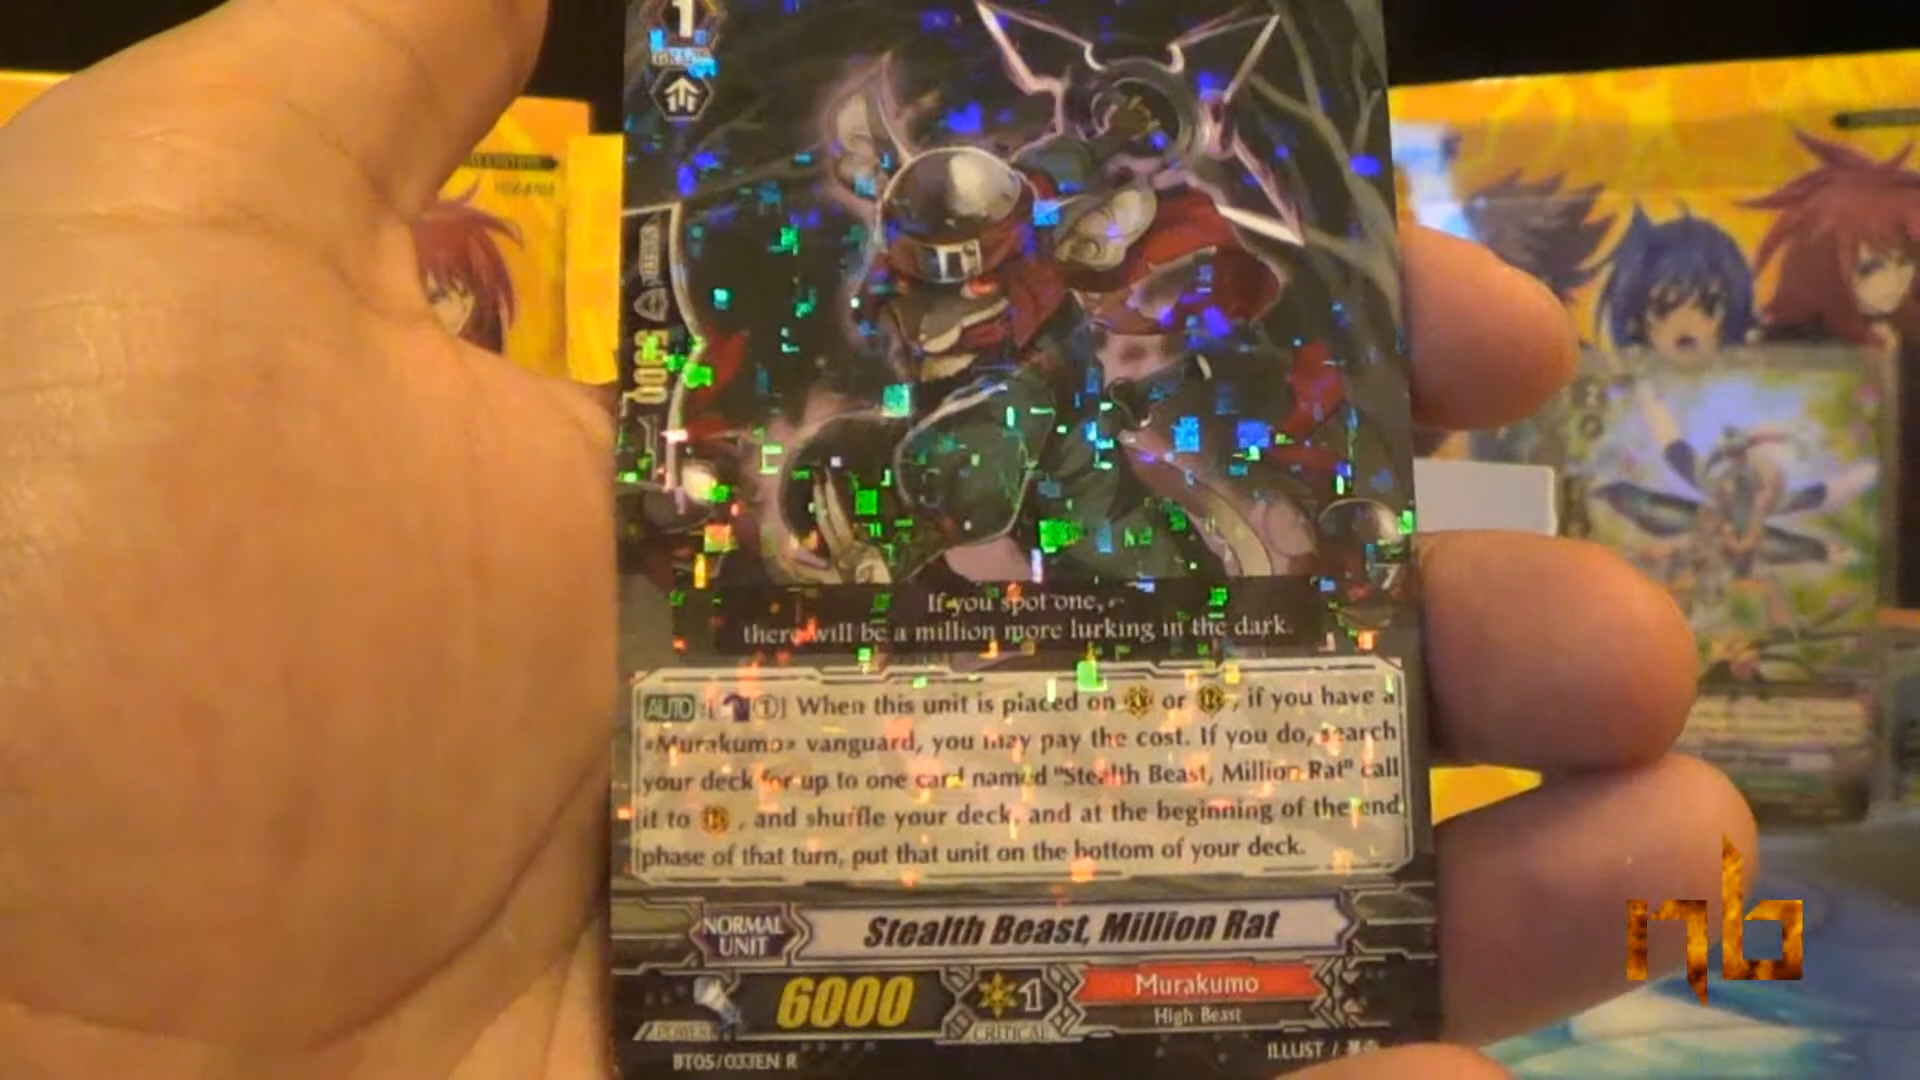 1
5000
If you spot one,
there will be a million more lurking in the dark.
AUTO :[ ①] When this unit is placed on or , if you have a
«Murakumo» vanguard, you may pay the cost. If you do, search
your deck for up to one card named "Stealth Beast, Million Rat" call
it to , and shuffle your deck, and at the beginning of the end
phase of that turn, put that unit on the bottom of your deck.
NORMAL UNIT
Stealth Beast, Million Rat
POWER 6000
1 CRITICAL
Murakumo
High Beast
BT05/033EN R
ILLUST /
nb